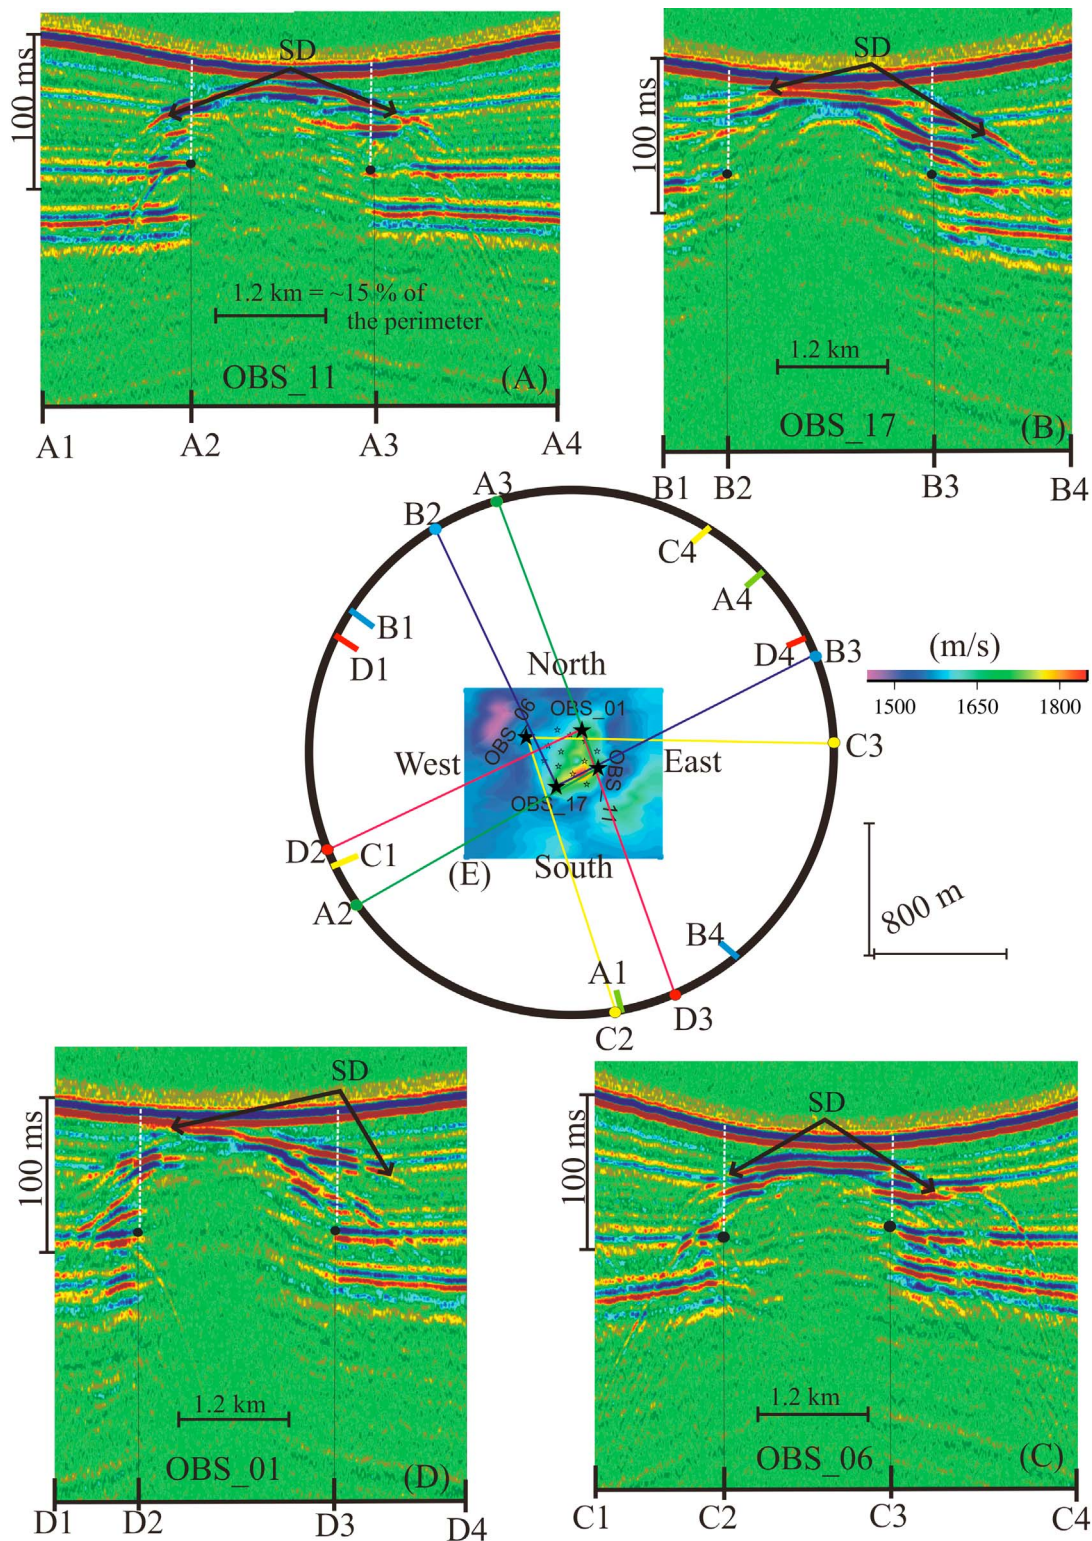 SD
100 ms
1.2 km = ~15 % of
the perimeter
OBS_11
(A)
A1
A2
A3
A4
SD
100 ms
1.2 km
OBS_17
(B)
B1
B2
B3
B4
A3
B2
C4
A4
B1
D1
D4
B3
(m/s)
1500
1650
1800
North
OBS_01
OBS_06
West
East
C3
OBS_11
OBS_17
D2
C1
(E)
South
A2
800 m
B4
A1
D3
C2
SD
100 ms
1.2 km
OBS_01
(D)
D1
D2
D3
D4
SD
100 ms
1.2 km
OBS_06
(C)
C1
C2
C3
C4